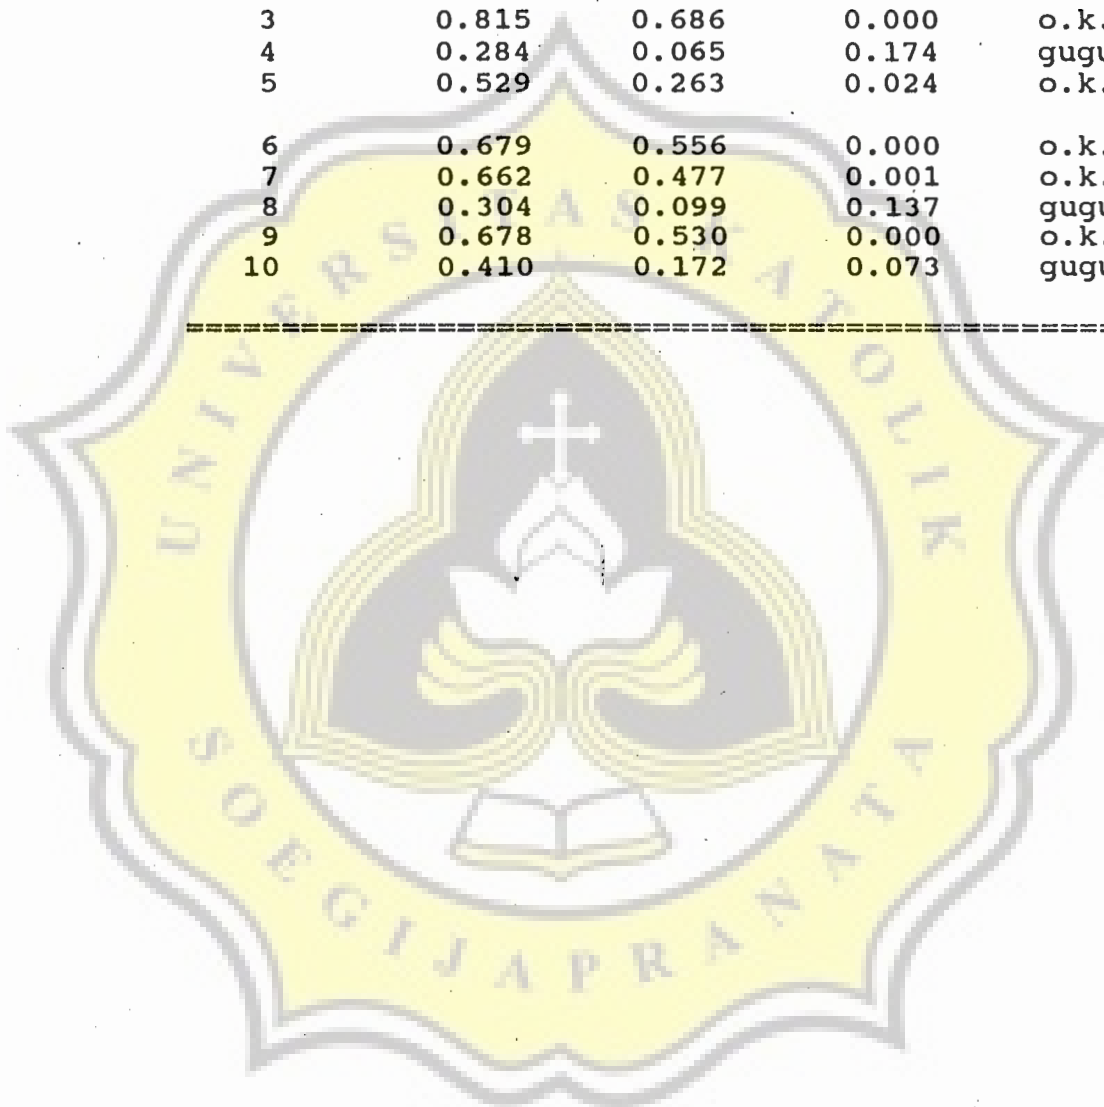 3 0.815 0.686 0.000 o.k.
4 0.284 0.065 0.174 gugu
5 0.529 0.263 0.024 o.k.
6 0.679 0.556 0.000 o.k.
7 0.662 0.477 0.001 o.k.
8 0.304 0.099 0.137 gugu
9 0.678 0.530 0.000 o.k.
10 0.410 0.172 0.073 gugu
UNIVERSITAS KATOLIK
SOEGIJAPRANATA